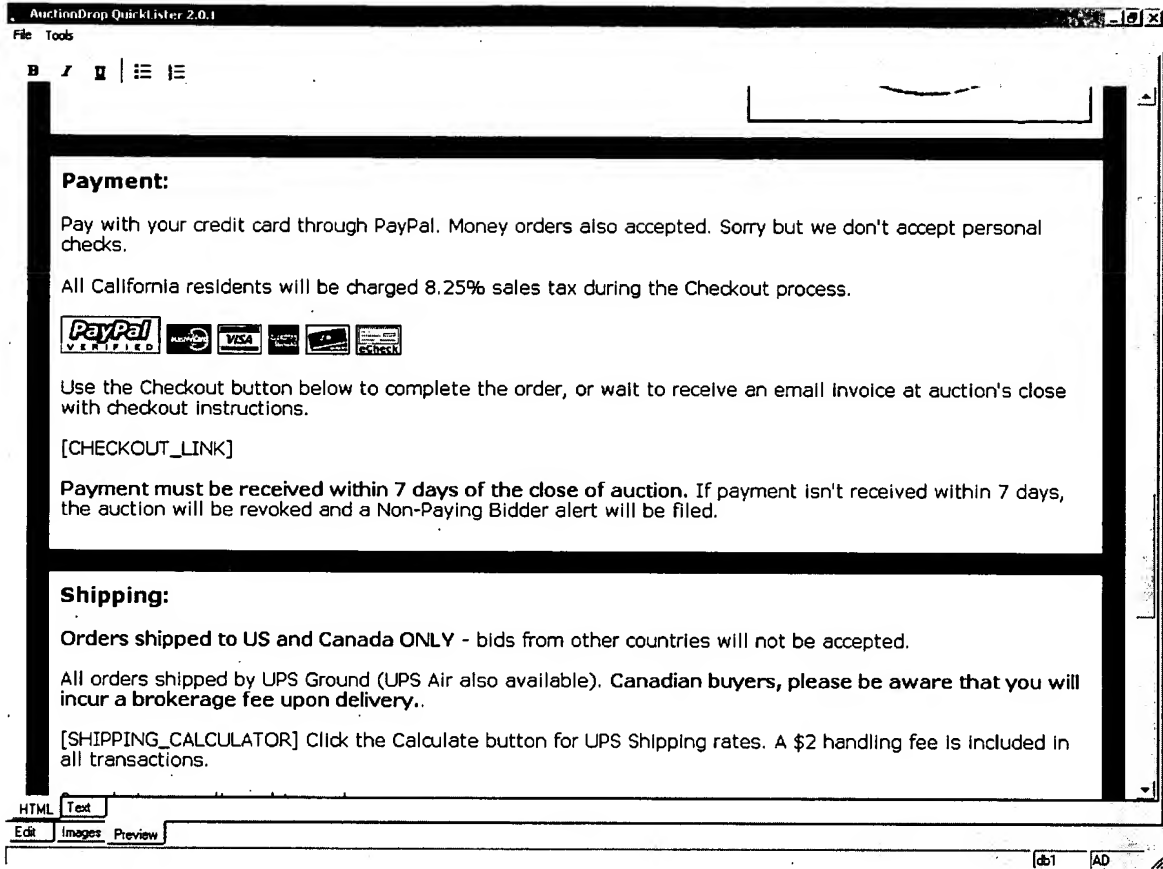 AuctionDrop QuickLister 2.0.1
File Tools
B I U
Payment:
Pay with your credit card through PayPal. Money orders also accepted. Sorry but we don't accept personal
checks.
All California residents will be charged 8.25% sales tax during the Checkout process.
PayPal
VERIFIED
VISA
eCheck
Use the Checkout button below to complete the order, or wait to receive an email invoice at auction's close
with checkout instructions.
[CHECKOUT_LINK]
Payment must be received within 7 days of the close of auction. If payment isn't received within 7 days,
the auction will be revoked and a Non-Paying Bidder alert will be filed.
Shipping:
Orders shipped to US and Canada ONLY - bids from other countries will not be accepted.
All orders shipped by UPS Ground (UPS Air also available). Canadian buyers, please be aware that you will
incur a brokerage fee upon delivery..
[SHIPPING_CALCULATOR] Click the Calculate button for UPS Shipping rates. A $2 handling fee is included in
all transactions.
HTML Text
Edit Images Preview
db1 AD